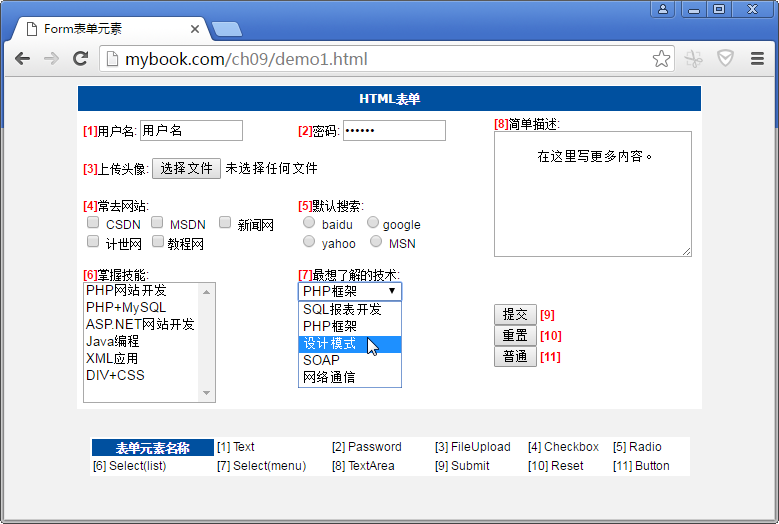 Form表单元素
mybook.com/ch09/demo1.html
HTML表单
[1]用户名: 用户名 [2]密码: •••••• [8]简单描述:
在这里写更多内容。
[3]上传头像: 选择文件 未选择任何文件
[4]常去网站: [5]默认搜索:
CSDN MSDN 新闻网 baidu google
计世网 教程网 yahoo MSN
[6]掌握技能: [7]最想了解的技术:
PHP网站开发 PHP框架
PHP+MySQL SQL报表开发
ASP.NET网站开发 PHP框架
Java编程 设计模式
XML应用 SOAP
DIV+CSS 网络通信
提交 [9]
重置 [10]
普通 [11]
表单元素名称 [1] Text [2] Password [3] FileUpload [4] Checkbox [5] Radio
[6] Select(list) [7] Select(menu) [8] TextArea [9] Submit [10] Reset [11] Button